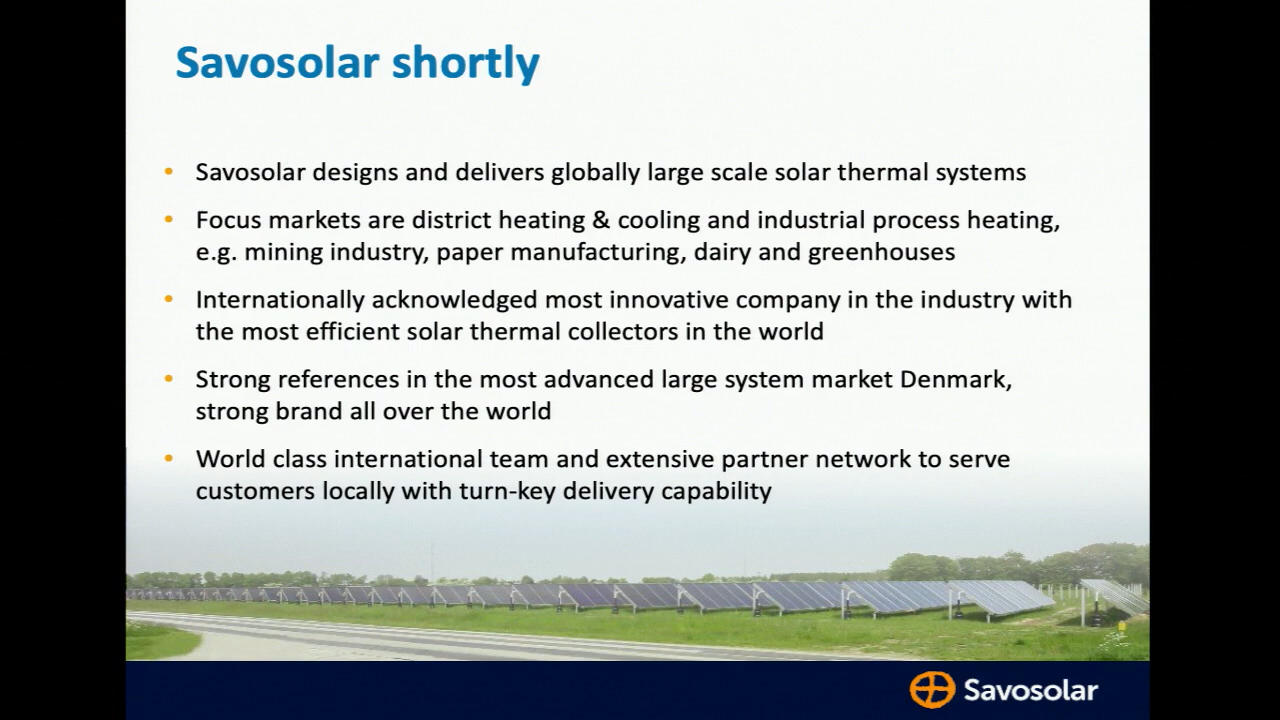 Savosolar shortly
• Savosolar designs and delivers globally large scale solar thermal systems
• Focus markets are district heating & cooling and industrial process heating,
e.g. mining industry, paper manufacturing, dairy and greenhouses
• Internationally acknowledged most innovative company in the industry with
the most efficient solar thermal collectors in the world
• Strong references in the most advanced large system market Denmark,
strong brand all over the world
• World class international team and extensive partner network to serve
customers locally with turn-key delivery capability
Savosolar